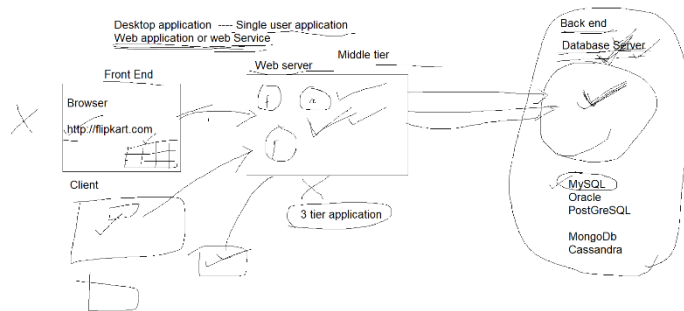 Desktop application ---- Single user application
Web application or web Service
Back end
Database Server
Middle tier
Web server
Front End
Browser
http://flipkart.com
Client
3 tier application
MySQL
Oracle
PostGreSQL
MongoDb
Cassandra